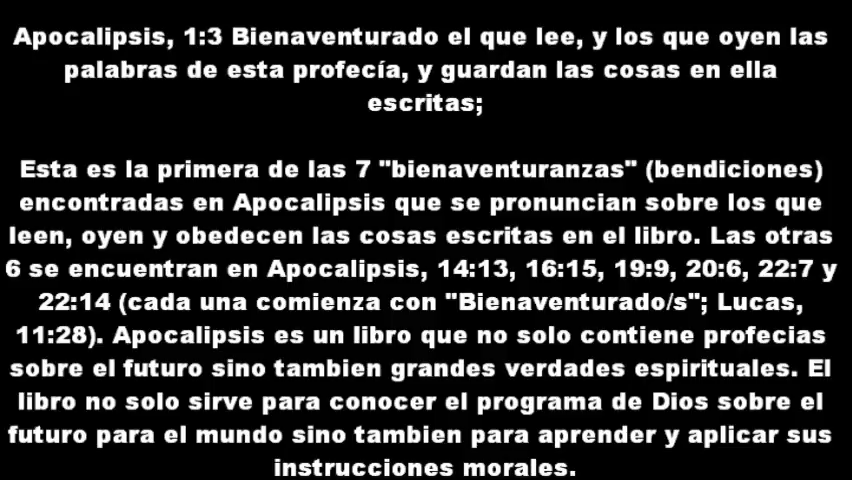 Apocalipsis, 1:3 Bienaventurado el que lee, y los que oyen las
palabras de esta profecía, y guardan las cosas en ella
escritas;
Esta es la primera de las 7 "bienaventuranzas" (bendiciones)
encontradas en Apocalipsis que se pronuncian sobre los que
leen, oyen y obedecen las cosas escritas en el libro. Las otras
6 se encuentran en Apocalipsis, 14:13, 16:15, 19:9, 20:6, 22:7 y
22:14 (cada una comienza con "Bienaventurado/s"; Lucas,
11:28). Apocalipsis es un libro que no solo contiene profecias
sobre el futuro sino tambien grandes verdades espirituales. El
libro no solo sirve para conocer el programa de Dios sobre el
futuro para el mundo sino tambien para aprender y aplicar sus
instrucciones morales.